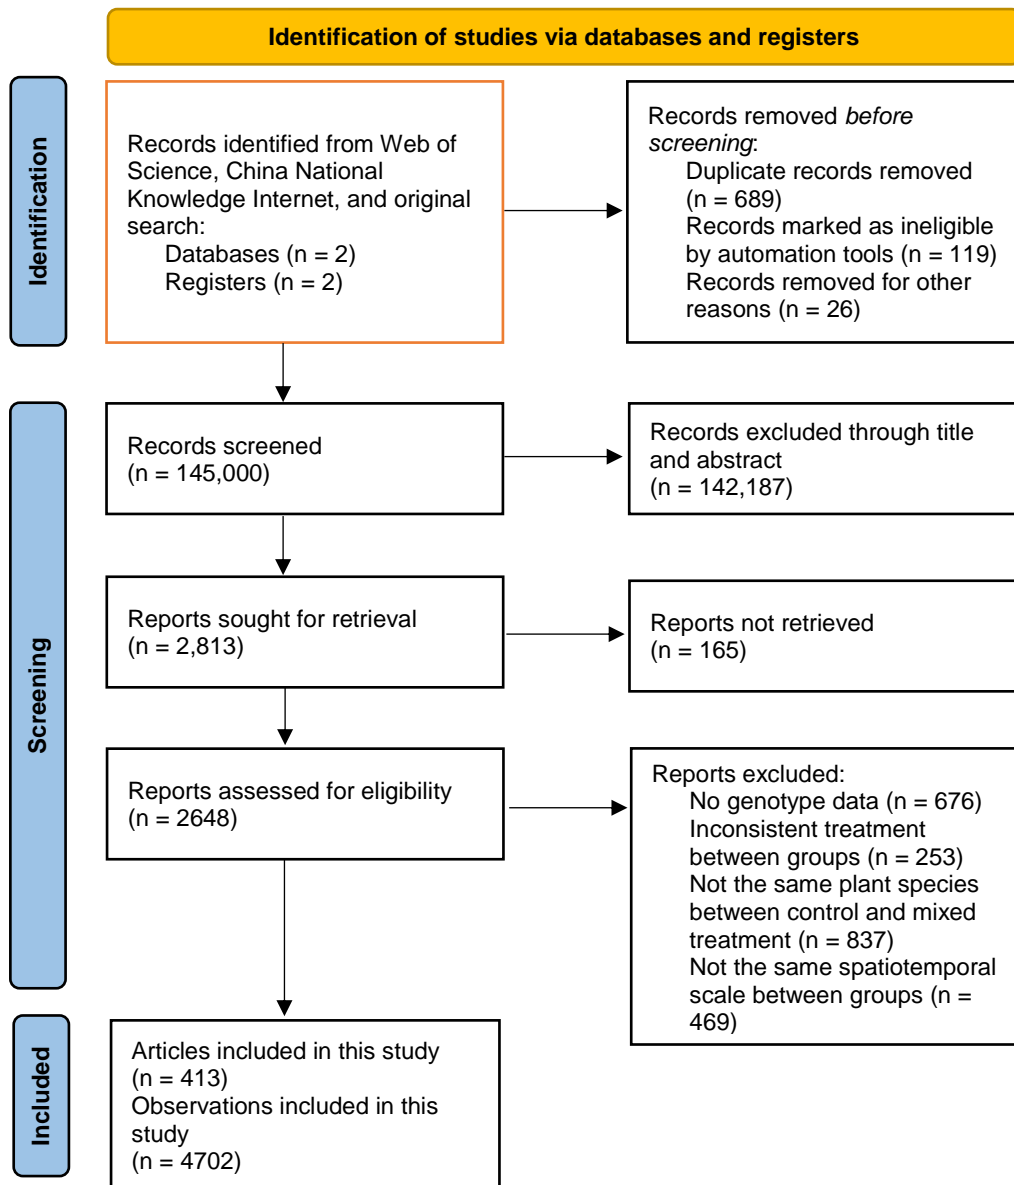 Identification of studies via databases and registers
Identification
Records identified from Web of
Science, China National
Knowledge Internet, and original
search:
Databases (n = 2)
Registers (n = 2)
Records removed before
screening:
Duplicate records removed
(n = 689)
Records marked as ineligible
by automation tools (n = 119)
Records removed for other
reasons (n = 26)
Screening
Records screened
(n = 145,000)
Records excluded through title
and abstract
(n = 142,187)
Reports sought for retrieval
(n = 2,813)
Reports not retrieved
(n = 165)
Reports assessed for eligibility
(n = 2648)
Reports excluded:
No genotype data (n = 676)
Inconsistent treatment
between groups (n = 253)
Not the same plant species
between control and mixed
treatment (n = 837)
Not the same spatiotemporal
scale between groups (n =
469)
Included
Articles included in this study
(n = 413)
Observations included in this
study
(n = 4702)